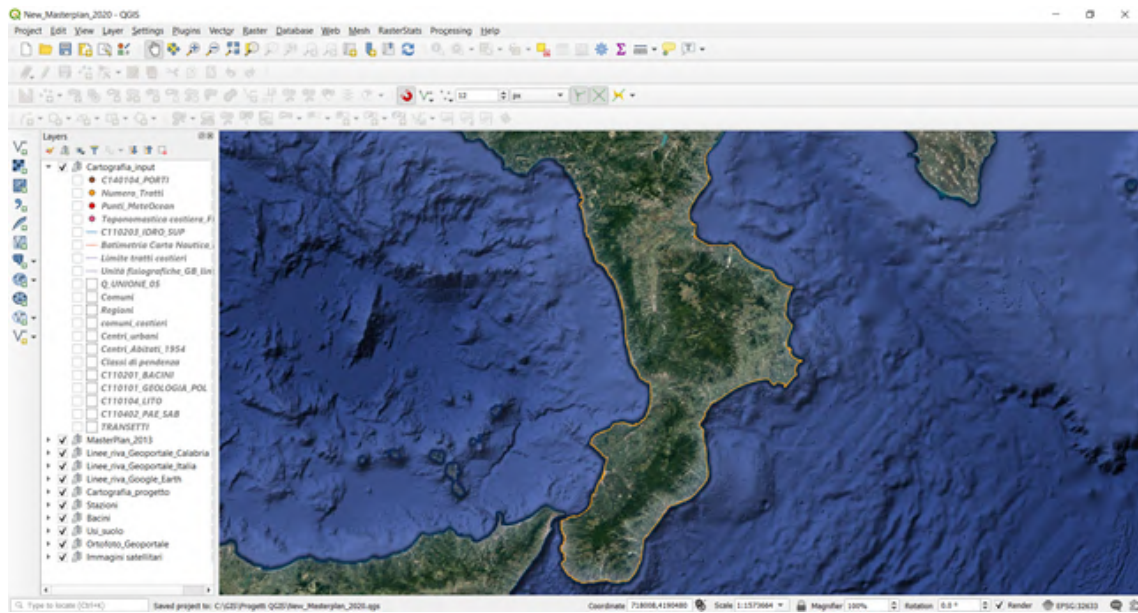 New_Masterplan_2020 - QGIS
Project Edit View Layer Settings Plugins Vector Raster Database Web Mesh RasterStats Processing Help
12 px
Layers
Cartografia_input
C140104_PORTI
Numero_Tratti
Punti_MeteOcean
Toponomastica costiera_F
C110203_IDRO_SUP
Batimetria Carta Nautica
Limite tratti costieri
Unità fisiografiche_GB_lin
Q_UNIONE_05
Comuni
Regioni
comuni_costieri
Centri_urbani
Centri_Abitati_1954
Classi di pendenza
C110201_BACINI
C110101_GEOLOGIA_POL
C110104_LITO
C110402_PAE_SAB
TRANSETTI
MasterPlan_2013
Linee_riva_Geoportale_Calabria
Linee_riva_Geoportale_Italia
Linee_riva_Google_Earth
Cartografia_progetto
Stazioni
Bacini
Usi_suolo
Ortofoto_Geoportale
Immagini satellitari
Type to locate (Ctrl+K) Saved project to: C:\GIS\Progetti QGIS\New_Masterplan_2020.qgs Coordinate 718008,4190480 Scale 1:1573664 Magnifier 100% Rotation 0.0 ° Render EPSG:32633